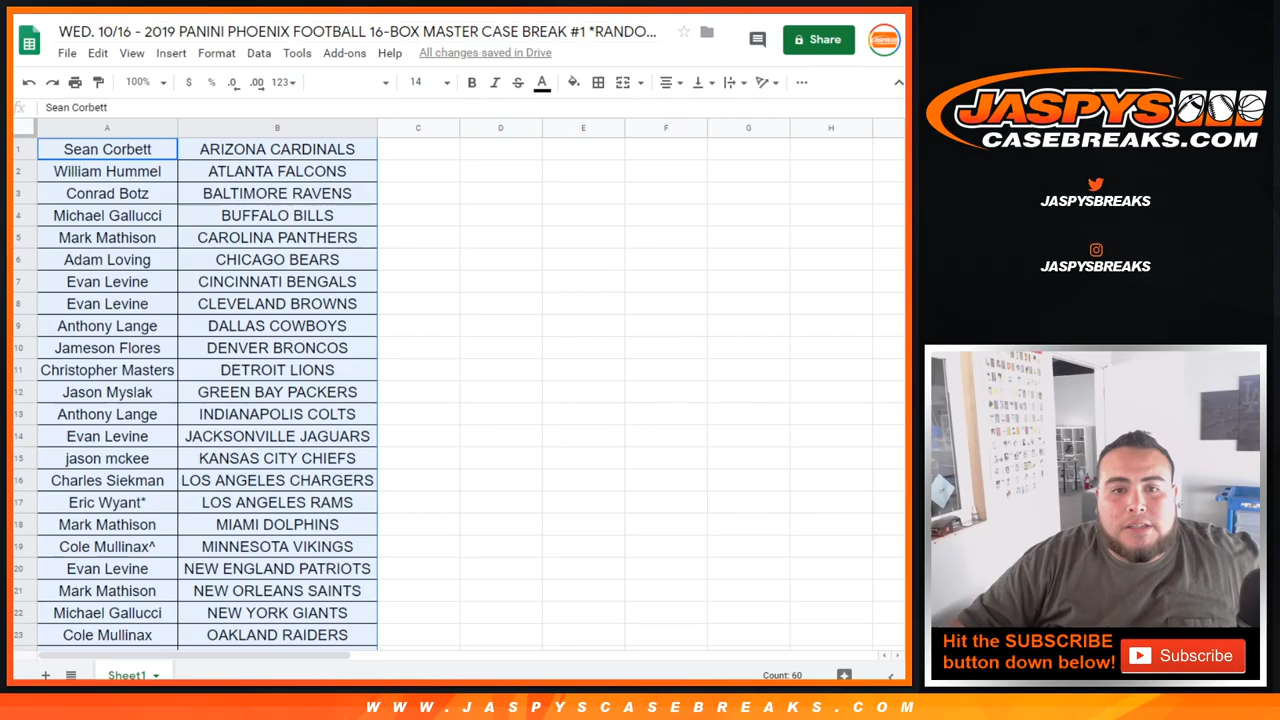 WED. 10/16 - 2019 PANINI PHOENIX FOOTBALL 16-BOX MASTER CASE BREAK #1 *RANDO...
Share
File Edit View Insert Format Data Tools Add-ons Help All changes saved in Drive
100% $ % .0 .00 123 14 B I S A
fx Sean Corbett
A B C D E F G H
1 Sean Corbett ARIZONA CARDINALS
2 William Hummel ATLANTA FALCONS
3 Conrad Botz BALTIMORE RAVENS
4 Michael Gallucci BUFFALO BILLS
5 Mark Mathison CAROLINA PANTHERS
6 Adam Loving CHICAGO BEARS
7 Evan Levine CINCINNATI BENGALS
8 Evan Levine CLEVELAND BROWNS
9 Anthony Lange DALLAS COWBOYS
10 Jameson Flores DENVER BRONCOS
11 Christopher Masters DETROIT LIONS
12 Jason Myslak GREEN BAY PACKERS
13 Anthony Lange INDIANAPOLIS COLTS
14 Evan Levine JACKSONVILLE JAGUARS
15 jason mckee KANSAS CITY CHIEFS
16 Charles Siekman LOS ANGELES CHARGERS
17 Eric Wyant* LOS ANGELES RAMS
18 Mark Mathison MIAMI DOLPHINS
19 Cole Mullinax^ MINNESOTA VIKINGS
20 Evan Levine NEW ENGLAND PATRIOTS
21 Mark Mathison NEW ORLEANS SAINTS
22 Michael Gallucci NEW YORK GIANTS
23 Cole Mullinax OAKLAND RAIDERS
Sheet1 Count: 60
JASPYS
CASEBREAKS.COM
JASPYSBREAKS
JASPYSBREAKS
Hit the SUBSCRIBE
button down below!
Subscribe
WWW.JASPYSCASEBREAKS.COM